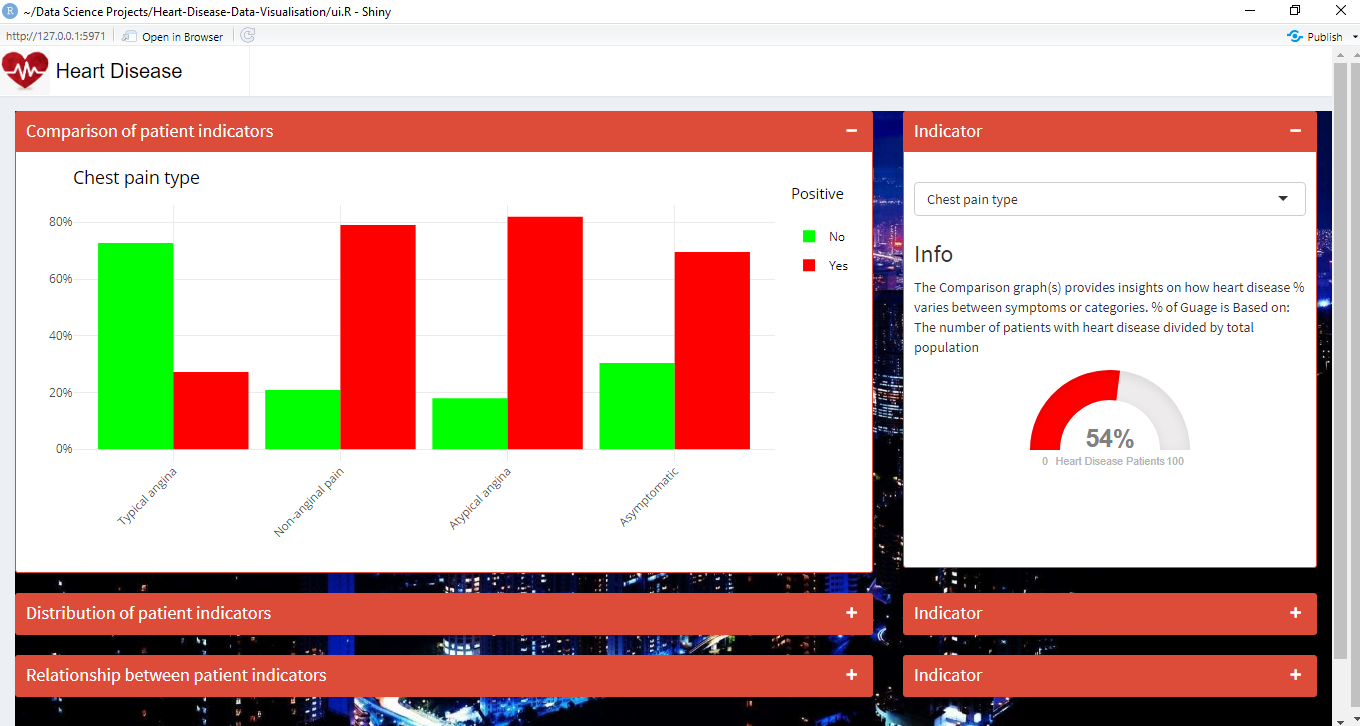 ~/Data Science Projects/Heart-Disease-Data-Visualisation/ui.R - Shiny
http://127.0.0.1:5971
Open in Browser
Publish
Heart Disease
Comparison of patient indicators
Chest pain type
Positive
No
Yes
80%
60%
40%
20%
0%
Typical angina
Non-anginal pain
Atypical angina
Asymptomatic
Indicator
Chest pain type
Info
The Comparison graph(s) provides insights on how heart disease %
varies between symptoms or categories. % of Guage is Based on:
The number of patients with heart disease divided by total
population
54%
0 Heart Disease Patients 100
Distribution of patient indicators
Indicator
Relationship between patient indicators
Indicator